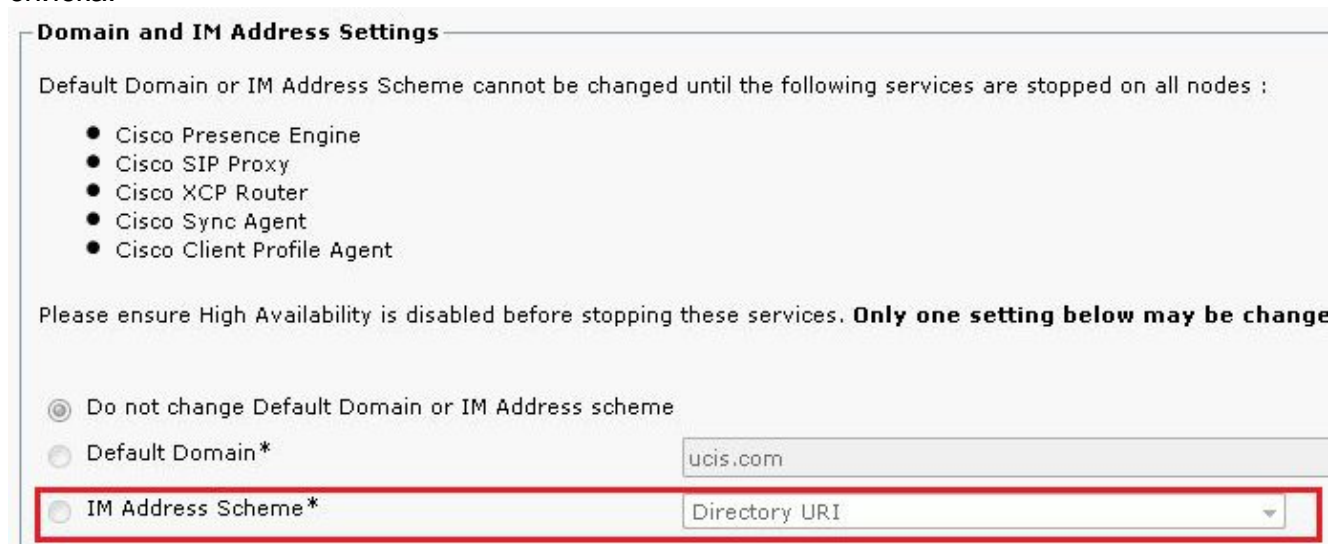 Domain and IM Address Settings
Default Domain or IM Address Scheme cannot be changed until the following services are stopped on all nodes :
Cisco Presence Engine
Cisco SIP Proxy
Cisco XCP Router
Cisco Sync Agent
Cisco Client Profile Agent
Please ensure High Availability is disabled before stopping these services. Only one setting below may be change
Do not change Default Domain or IM Address scheme
Default Domain* ucis.com
IM Address Scheme* Directory URI